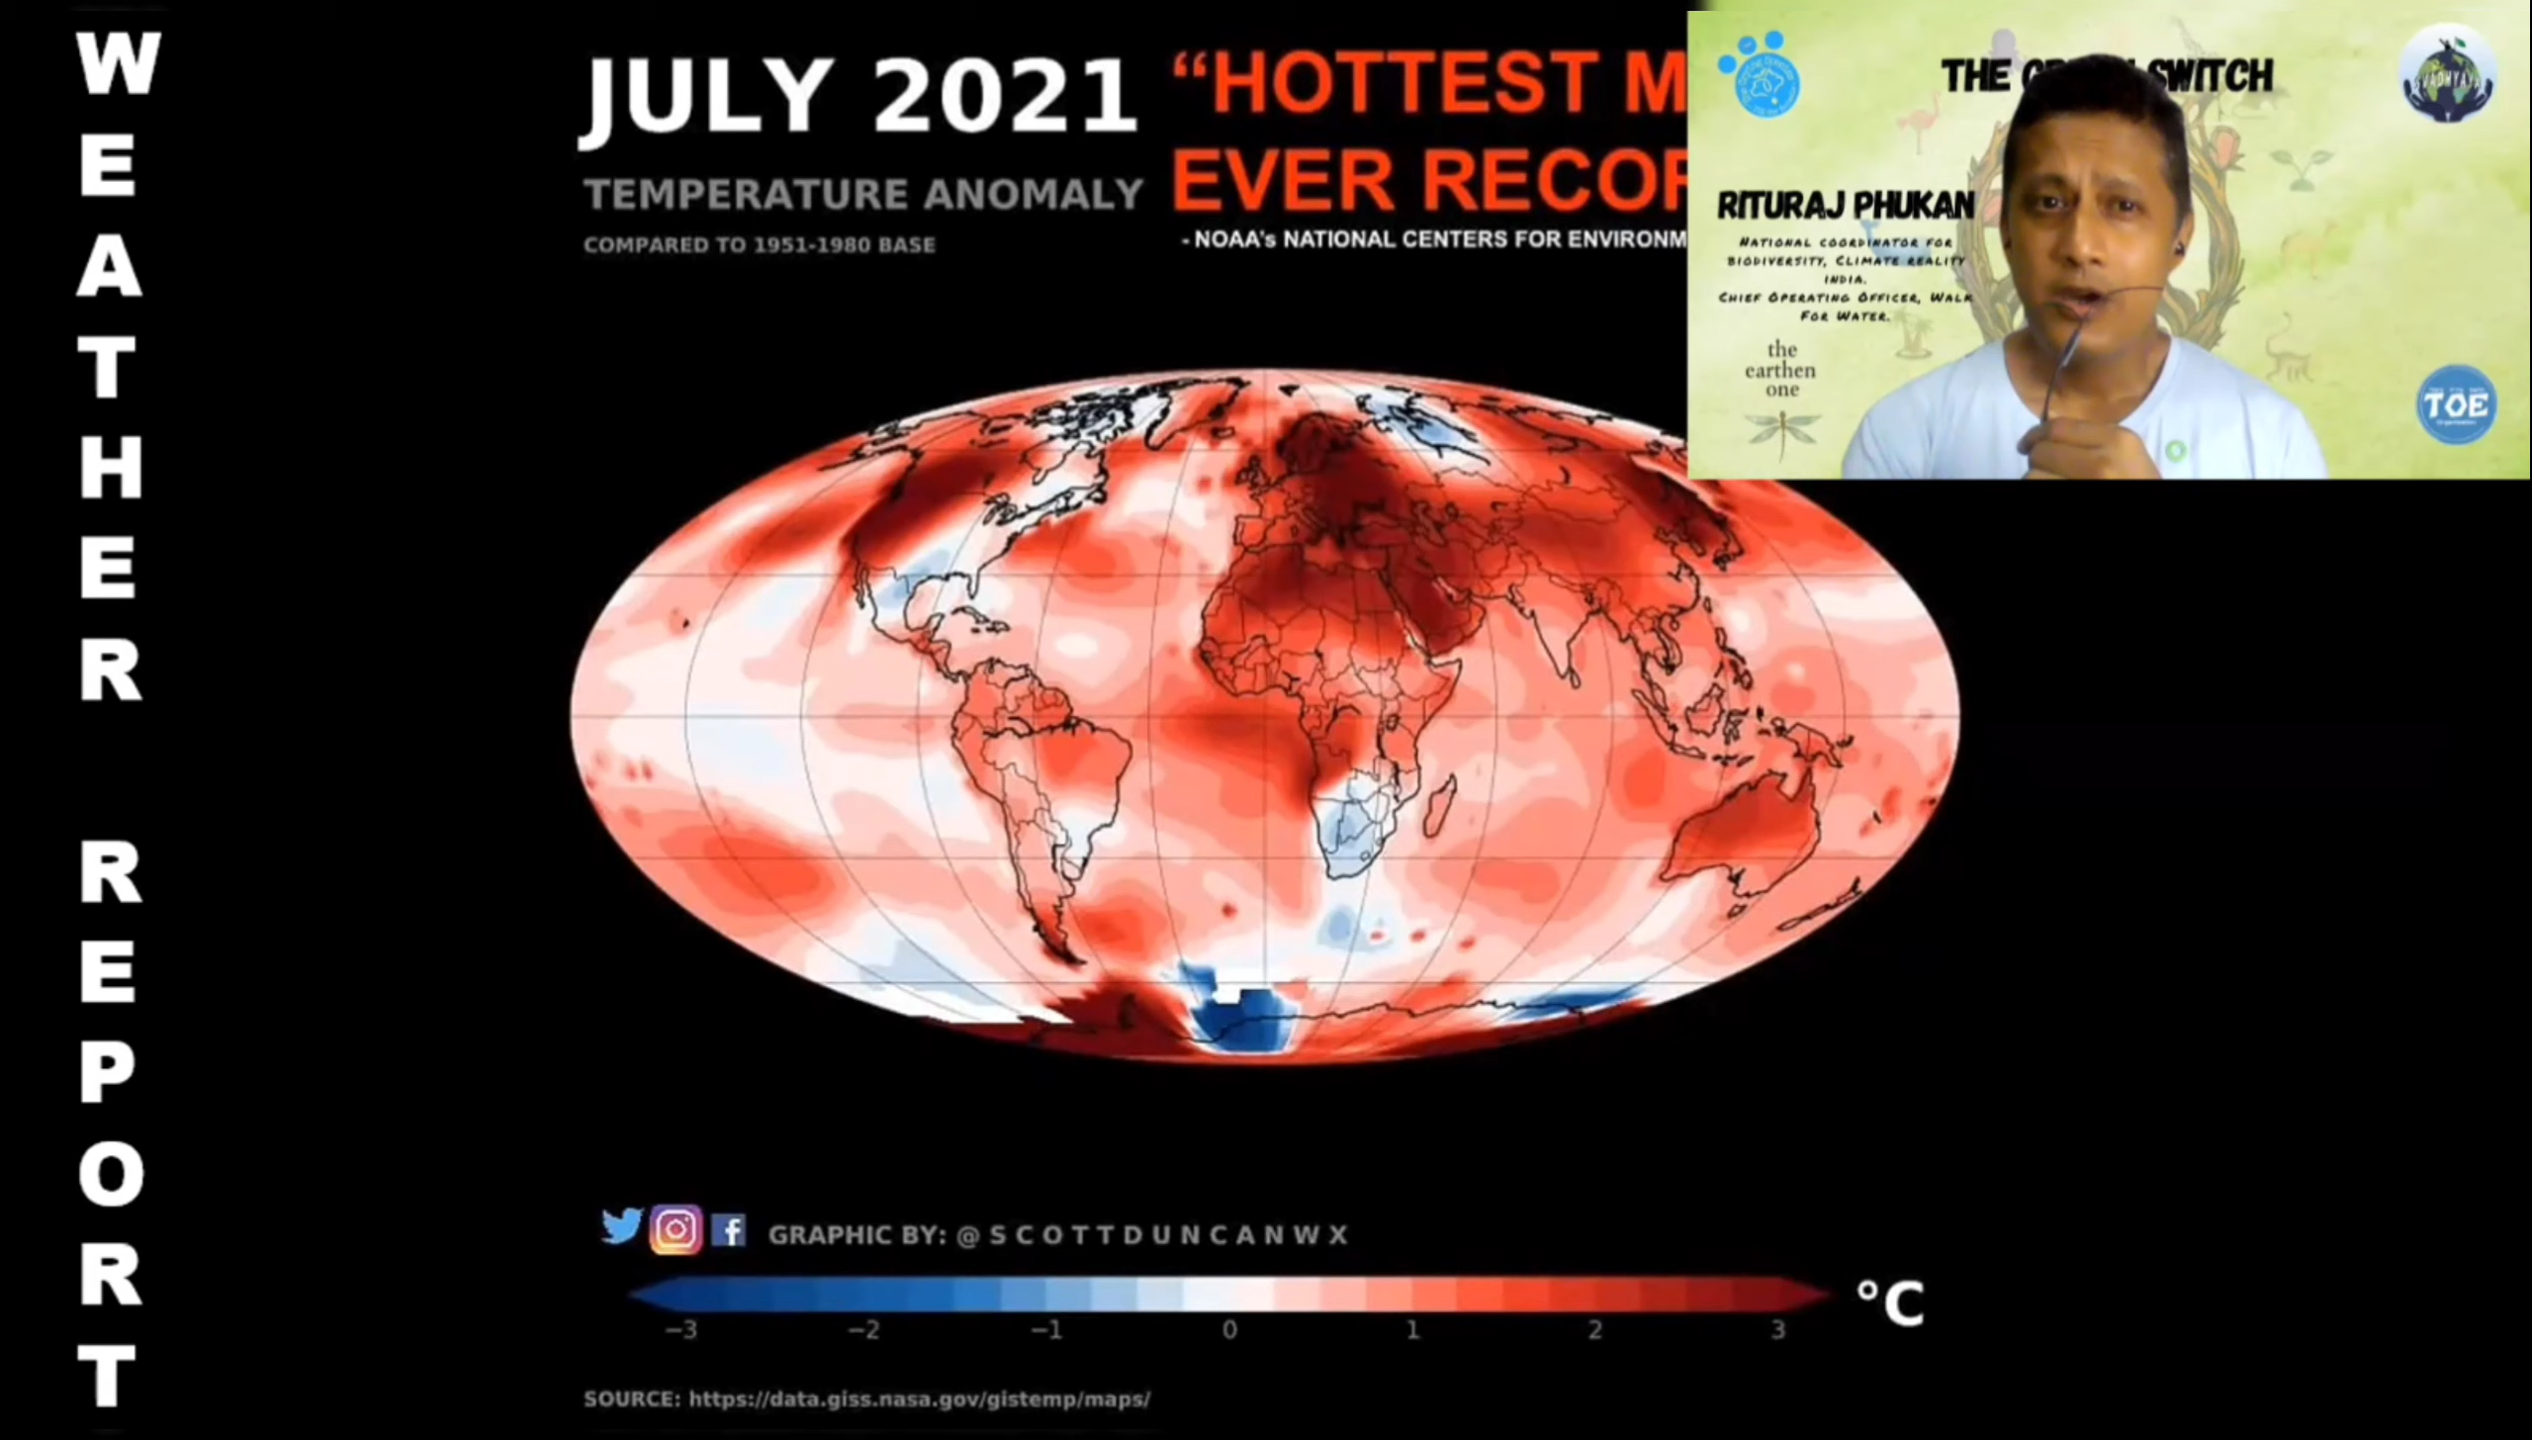 WEATHER REPORT
JULY 2021
TEMPERATURE ANOMALY
COMPARED TO 1951-1980 BASE
“HOTTEST M
EVER RECOR
- NOAA's NATIONAL CENTERS FOR ENVIRONM
THE SWITCH
RITURAJ PHUKAN
NATIONAL COORDINATOR FOR
BIODIVERSITY, CLIMATE REALITY
INDIA.
CHIEF OPERATING OFFICER, WALK
FOR WATER.
the
earthen
one
TOE
GRAPHIC BY: @SCOTTDUNCANWX
°C
−3 −2 −1 0 1 2 3
SOURCE: https://data.giss.nasa.gov/gistemp/maps/